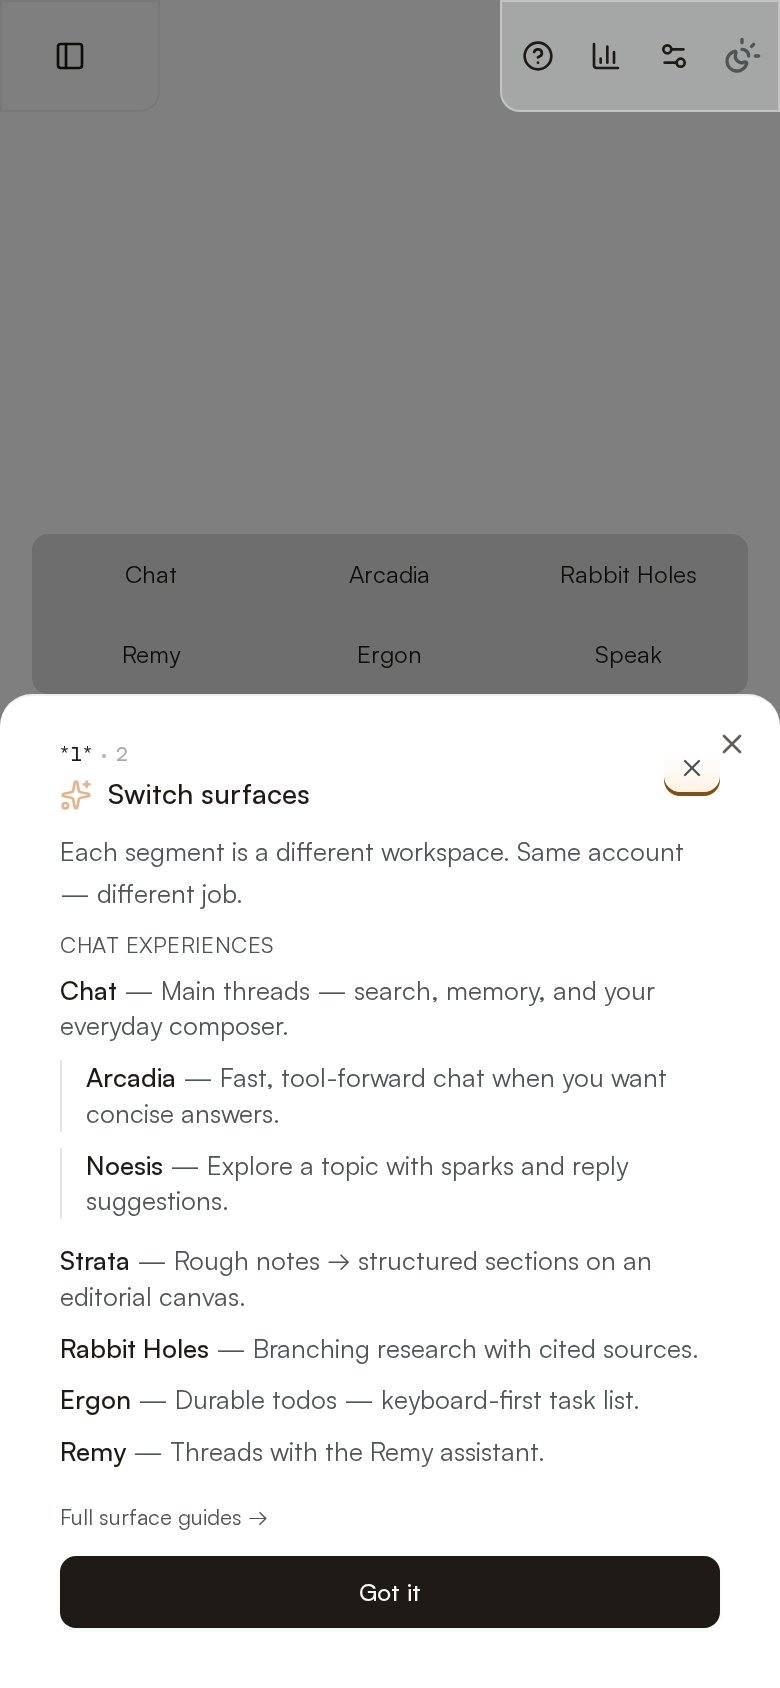 Chat Arcadia Rabbit Holes
Remy Ergon Speak
*1* · 2
Switch surfaces
Each segment is a different workspace. Same account
— different job.
CHAT EXPERIENCES
Chat — Main threads — search, memory, and your
everyday composer.
Arcadia — Fast, tool-forward chat when you want
concise answers.
Noesis — Explore a topic with sparks and reply
suggestions.
Strata — Rough notes → structured sections on an
editorial canvas.
Rabbit Holes — Branching research with cited sources.
Ergon — Durable todos — keyboard-first task list.
Remy — Threads with the Remy assistant.
Full surface guides →
Got it